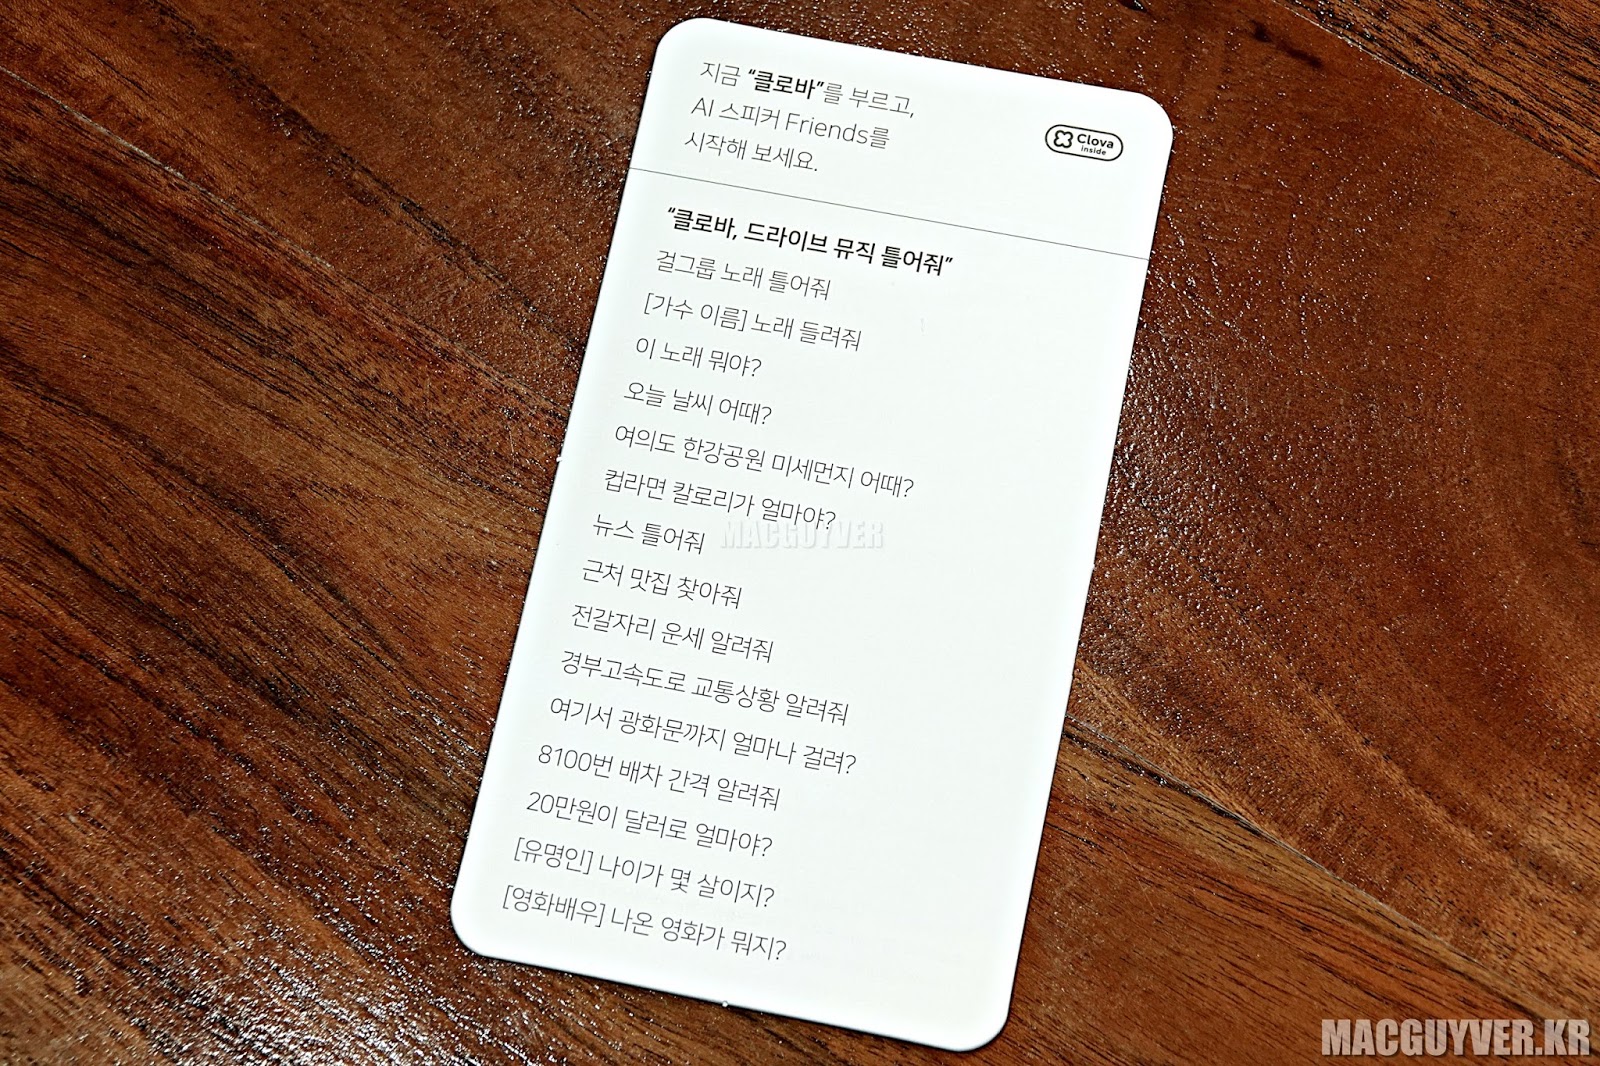 지금 “클로바”를 부르고,
AI 스피커 Friends를
시작해 보세요.
Clova
inside
“클로바, 드라이브 뮤직 틀어줘”
걸그룹 노래 틀어줘
[가수 이름] 노래 들려줘
이 노래 뭐야?
오늘 날씨 어때?
여의도 한강공원 미세먼지 어때?
컵라면 칼로리가 얼마야?
뉴스 틀어줘
근처 맛집 찾아줘
전갈자리 운세 알려줘
경부고속도로 교통상황 알려줘
여기서 광화문까지 얼마나 걸려?
8100번 배차 간격 알려줘
20만원이 달러로 얼마야?
[유명인] 나이가 몇 살이지?
[영화배우] 나온 영화가 뭐지?
MACGUYVER
MACGUYVER.KR